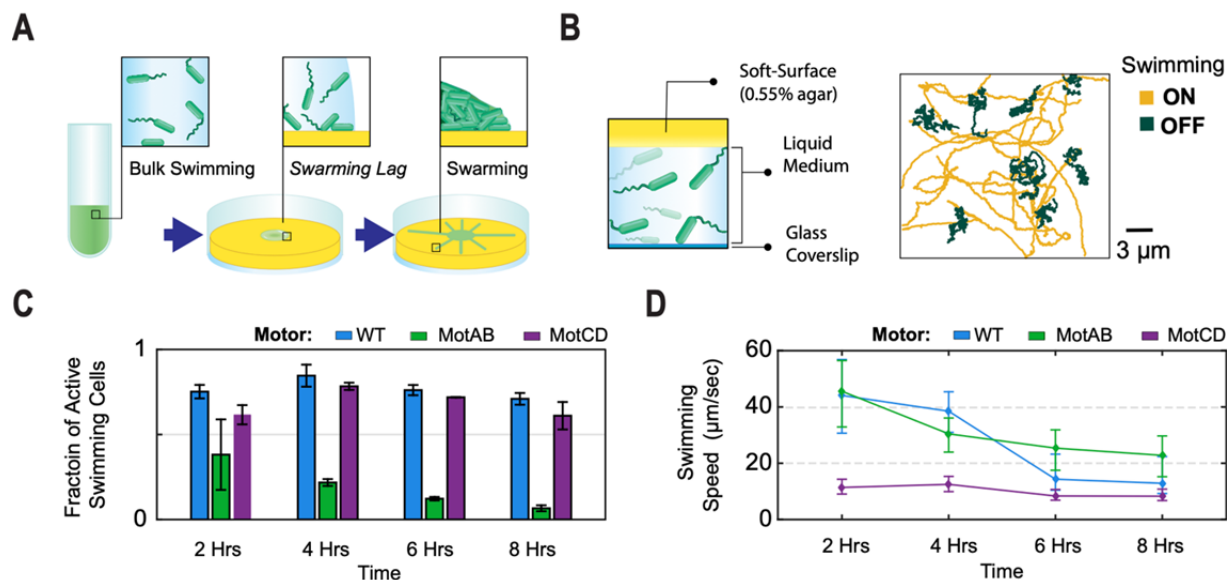 A
Bulk Swimming
Swarming Lag
Swarming
B
Soft-Surface
(0.55% agar)
Liquid
Medium
Glass
Coverslip
Swimming
ON
OFF
3 μm
C
Motor: WT MotAB MotCD
Fractoin of Active
Swimming Cells
1
0
2 Hrs 4 Hrs 6 Hrs 8 Hrs
Time
D
Motor: WT MotAB MotCD
Swimming
Speed (μm/sec)
60
40
20
0
2 Hrs 4 Hrs 6 Hrs 8 Hrs
Time